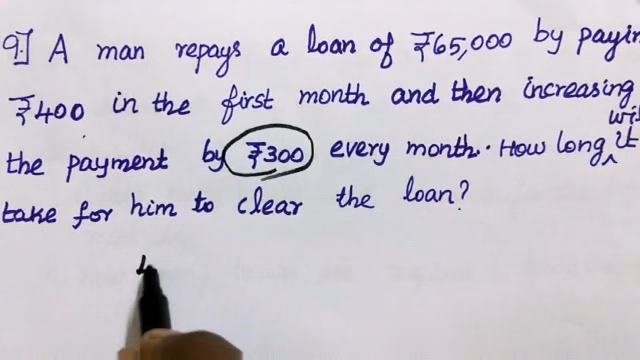 9.] A man repays a loan of ₹65,000 by payin
₹400 in the first month and then increasing
the payment by ₹300 every month. How long will it
take for him to clear the loan?
4